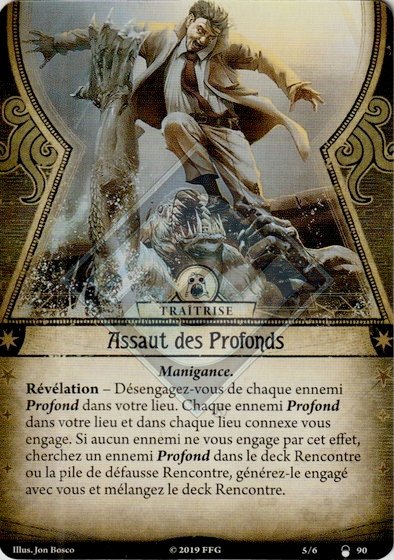 TRAÎTRISE
Assaut des Profonds
Manigance.
Révélation – Désengagez-vous de chaque ennemi
Profond dans votre lieu. Chaque ennemi Profond
dans votre lieu et dans chaque lieu connexe vous
engage. Si aucun ennemi ne vous engage par cet effet,
cherchez un ennemi Profond dans le deck Rencontre
ou la pile de défausse Rencontre, générez-le engagé
avec vous et mélangez le deck Rencontre.
Illus. Jon Bosco © 2019 FFG 5/6 90